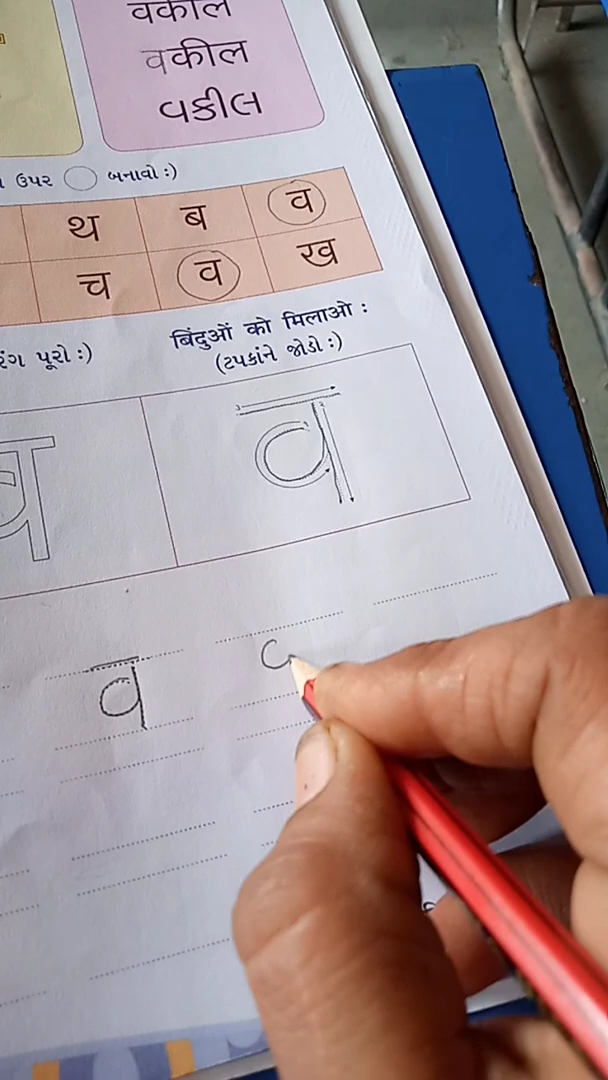 वकील
वकील
વકીલ
ઉપર બનાવો :)
थ ब व
च व ख
પૂરો :) बिंदुओं को मिलाओ :
(ટપકાંને જોડો :)
व
व